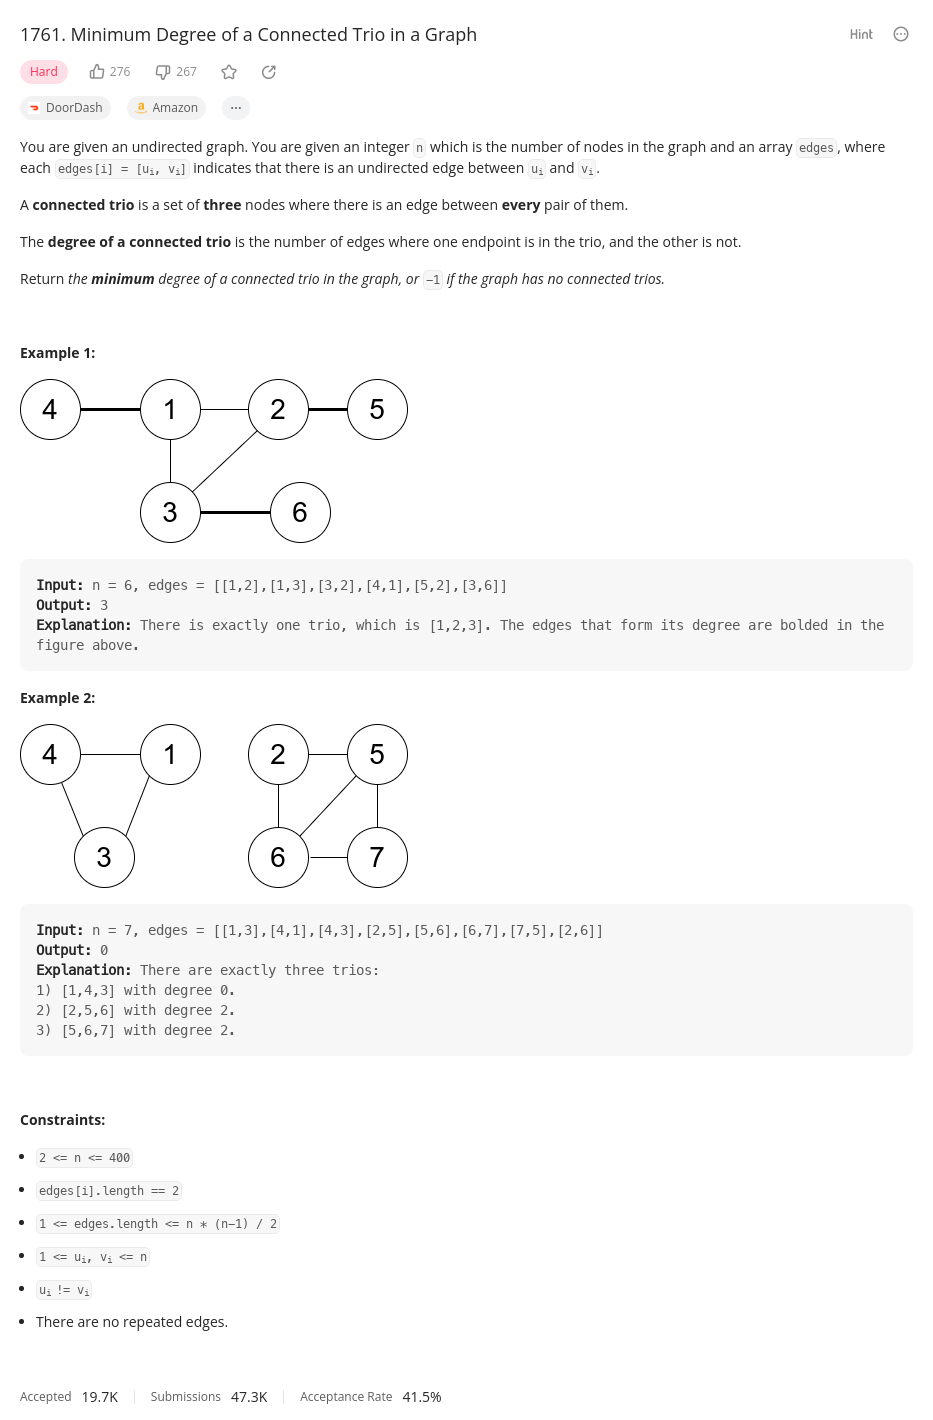 1761. Minimum Degree of a Connected Trio in a Graph
Hint
Hard 276 267
DoorDash Amazon ...
You are given an undirected graph. You are given an integer n which is the number of nodes in the graph and an array edges, where
each edges[i] = [uᵢ, vᵢ] indicates that there is an undirected edge between uᵢ and vᵢ.
A connected trio is a set of three nodes where there is an edge between every pair of them.
The degree of a connected trio is the number of edges where one endpoint is in the trio, and the other is not.
Return the minimum degree of a connected trio in the graph, or -1 if the graph has no connected trios.
Example 1:
4 1 2 5
3 6
Input: n = 6, edges = [[1,2],[1,3],[3,2],[4,1],[5,2],[3,6]]
Output: 3
Explanation: There is exactly one trio, which is [1,2,3]. The edges that form its degree are bolded in the
figure above.
Example 2:
4 1 2 5
3 6 7
Input: n = 7, edges = [[1,3],[4,1],[4,3],[2,5],[5,6],[6,7],[7,5],[2,6]]
Output: 0
Explanation: There are exactly three trios:
1) [1,4,3] with degree 0.
2) [2,5,6] with degree 2.
3) [5,6,7] with degree 2.
Constraints:
• 2 <= n <= 400
• edges[i].length == 2
• 1 <= edges.length <= n * (n-1) / 2
• 1 <= uᵢ, vᵢ <= n
• uᵢ != vᵢ
• There are no repeated edges.
Accepted 19.7K Submissions 47.3K Acceptance Rate 41.5%